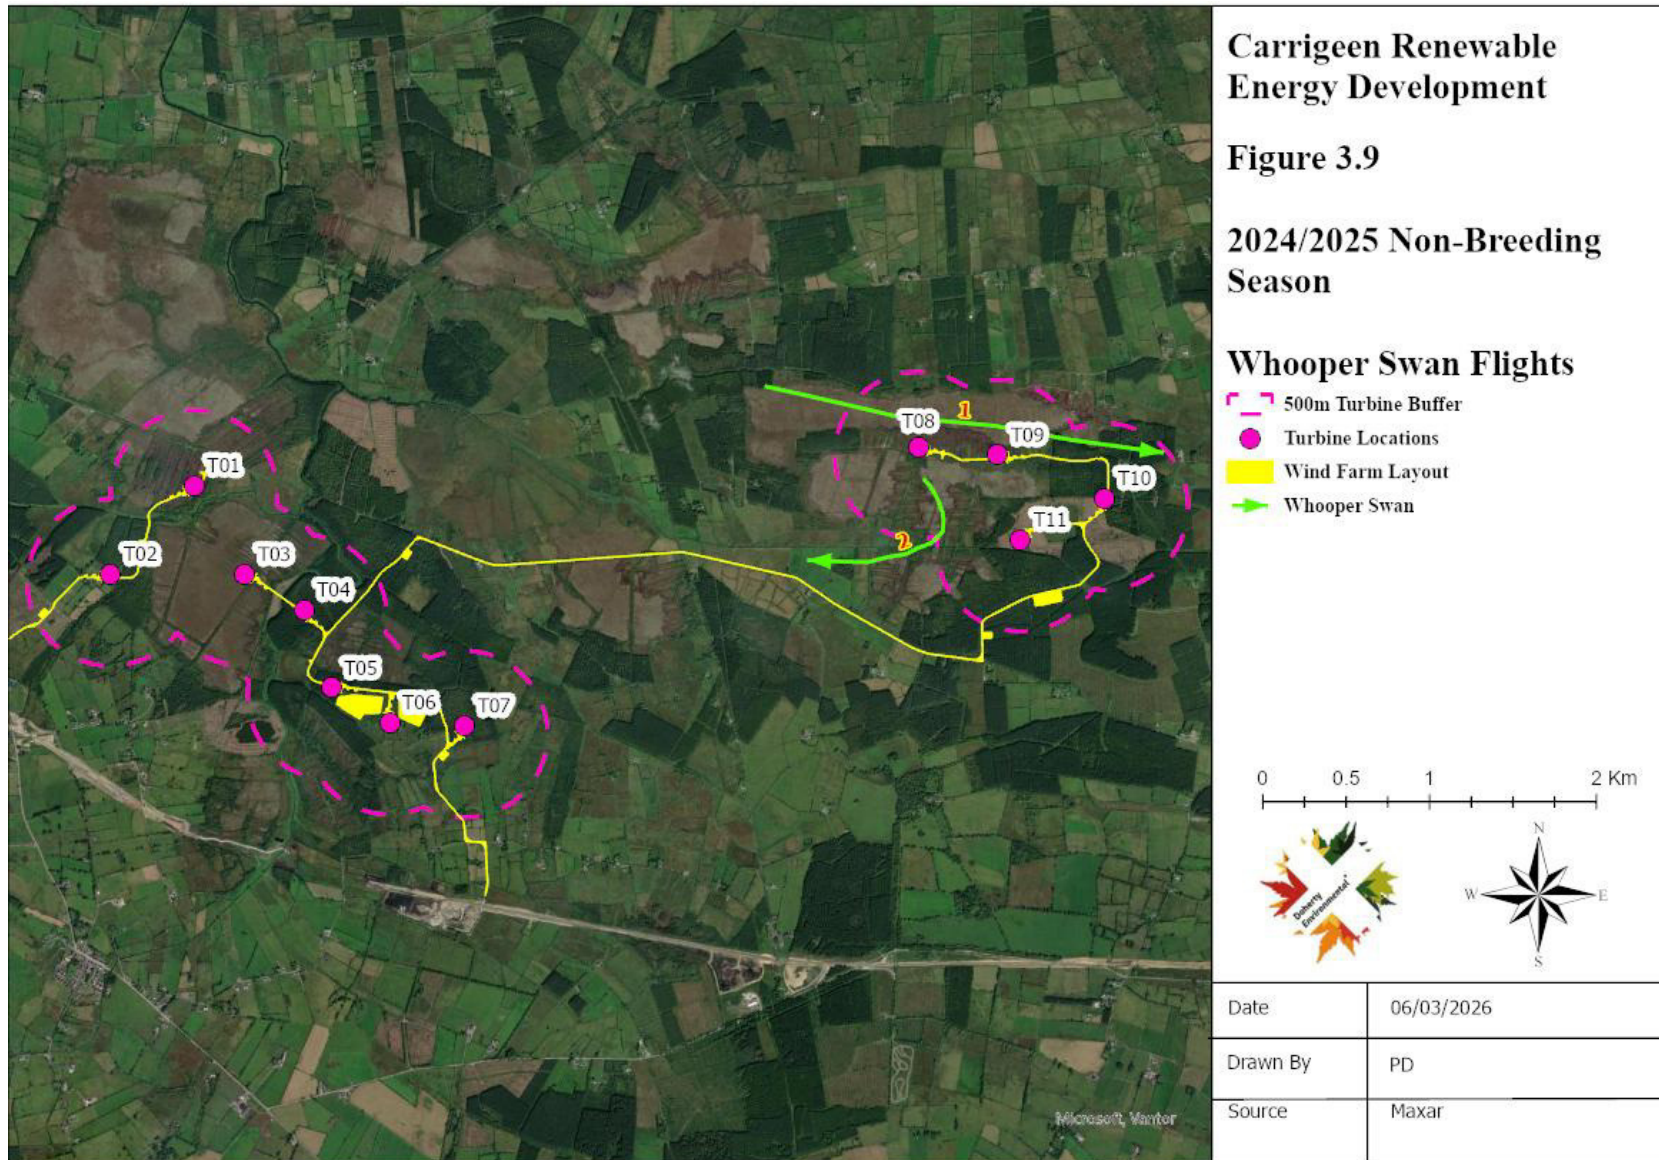 Carrigeen Renewable
Energy Development
Figure 3.9
2024/2025 Non-Breeding
Season
Whooper Swan Flights
500m Turbine Buffer
Turbine Locations
Wind Farm Layout
Whooper Swan
0 0.5 1 2 Km
Doherty
Environmental
N
W E
S
Date 06/03/2026
Drawn By PD
Source Maxar
1
T08
T09
T01
T10
T11
2
T02
T03
T04
T05
T06
T07
Microsoft, Vantor